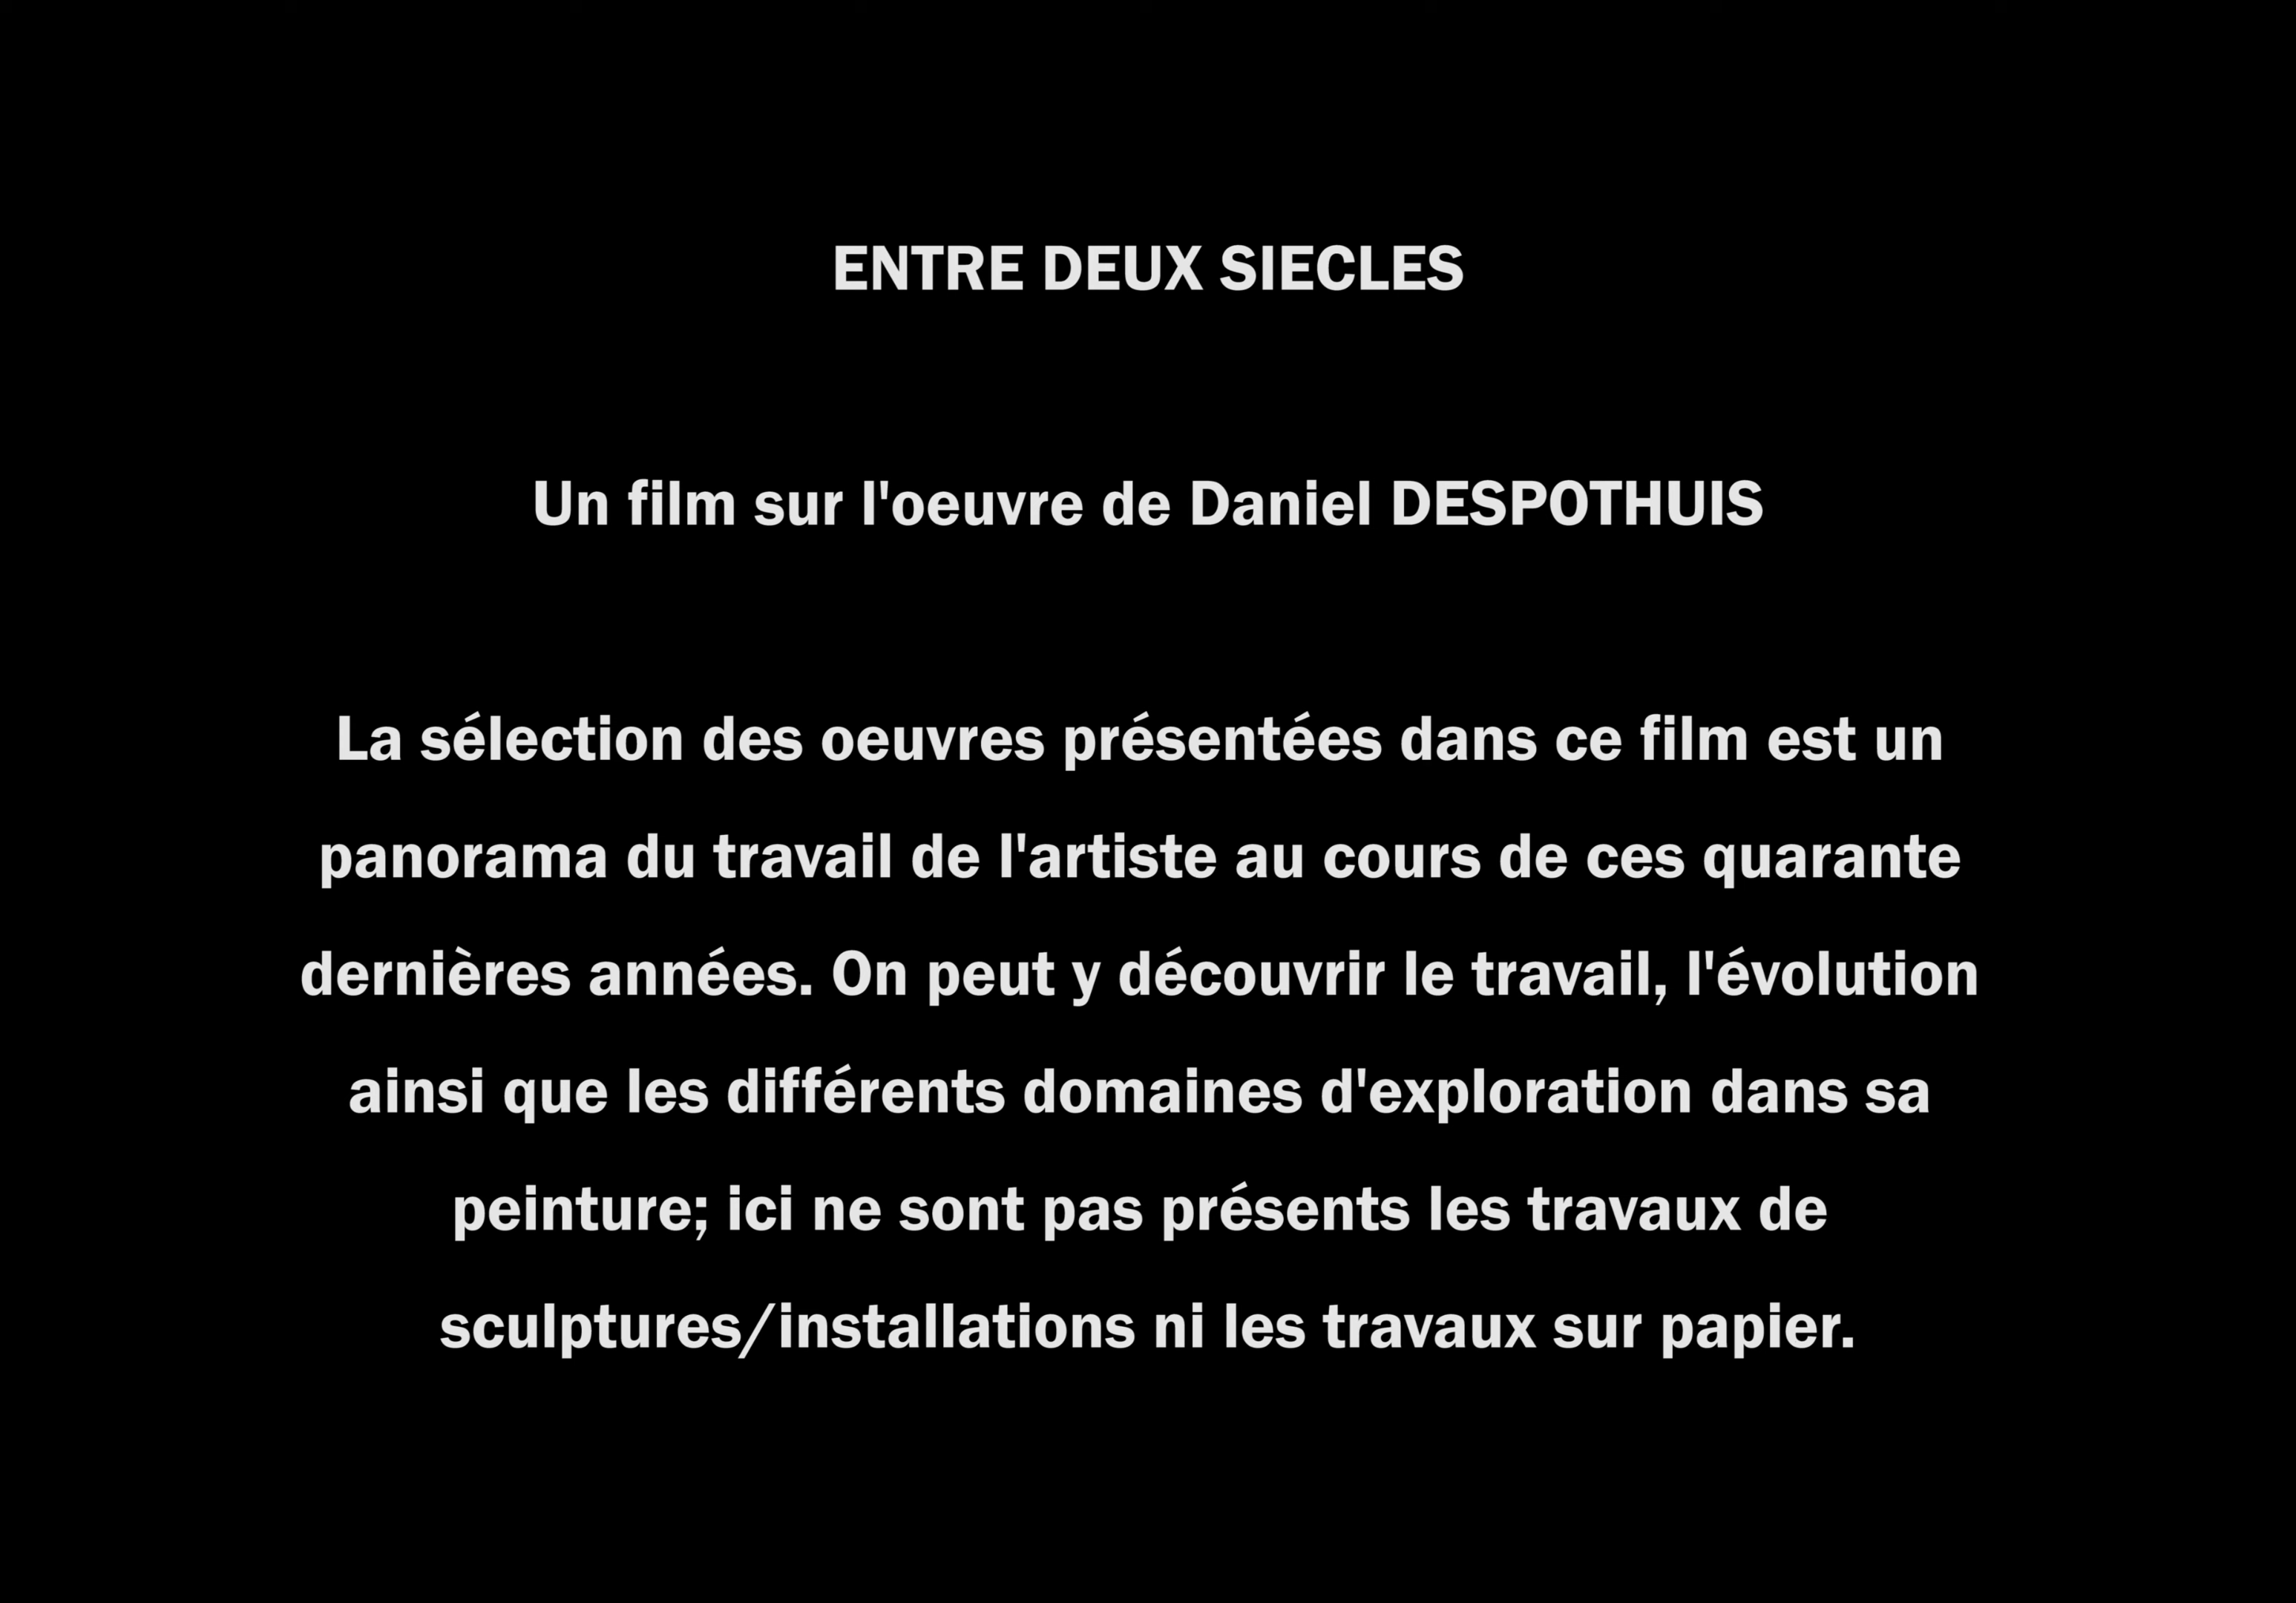 ENTRE DEUX SIECLES
Un film sur l'oeuvre de Daniel DESPOTHUIS
La sélection des oeuvres présentées dans ce film est un
panorama du travail de l'artiste au cours de ces quarante
dernières années. On peut y découvrir le travail, l'évolution
ainsi que les différents domaines d'exploration dans sa
peinture; ici ne sont pas présents les travaux de
sculptures/installations ni les travaux sur papier.